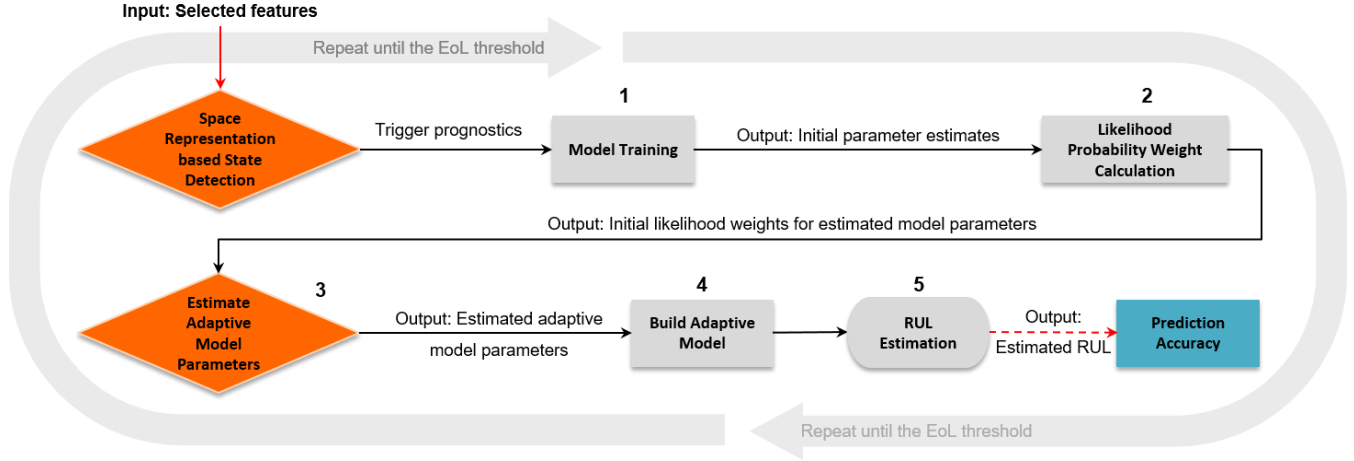 Input: Selected features
Repeat until the EoL threshold
Space
Representation
based State
Detection
Trigger prognostics
1
Model Training
Output: Initial parameter estimates
2
Likelihood
Probability Weight
Calculation
Output: Initial likelihood weights for estimated model parameters
Estimate
Adaptive
Model
Parameters
3
Output: Estimated adaptive
model parameters
4
Build Adaptive
Model
5
RUL
Estimation
Output:
Estimated RUL
Prediction
Accuracy
Repeat until the EoL threshold